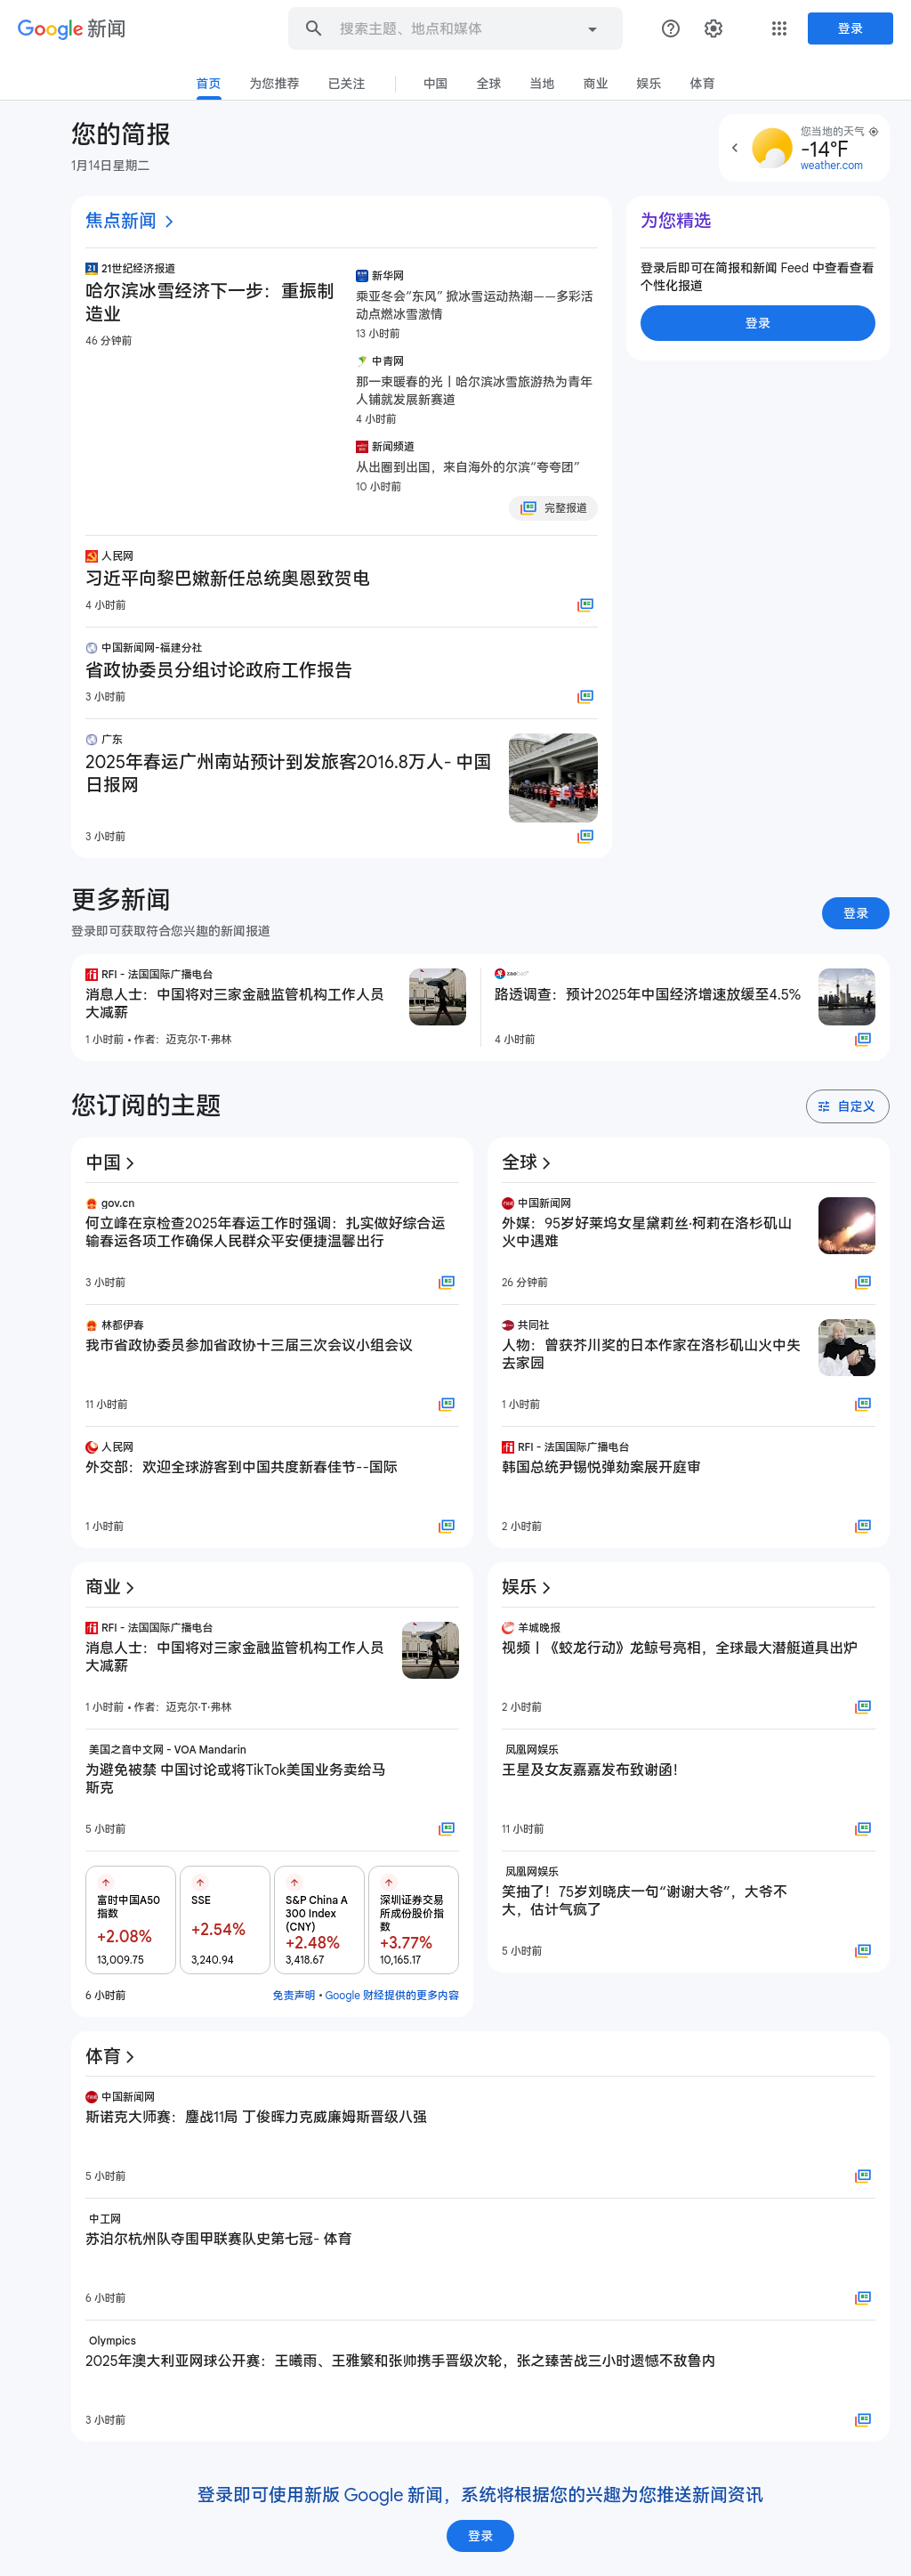 Google 新闻
搜索主题、地点和媒体
登录
首页
为您推荐
已关注
中国
全球
当地
商业
娱乐
体育
您的简报
1月14日星期二
您当地的天气
-14°F
weather.com
焦点新闻
21世纪经济报道
哈尔滨冰雪经济下一步：重振制
造业
46 分钟前
新华网
乘亚冬会“东风” 掀冰雪运动热潮——多彩活
动点燃冰雪激情
13 小时前
中青网
那一束暖春的光丨哈尔滨冰雪旅游热为青年
人铺就发展新赛道
4 小时前
新闻频道
从出圈到出国，来自海外的尔滨“夸夸团”
10 小时前
完整报道
人民网
习近平向黎巴嫩新任总统奥恩致贺电
4 小时前
中国新闻网-福建分社
省政协委员分组讨论政府工作报告
3 小时前
广东
2025年春运广州南站预计到发旅客2016.8万人- 中国
日报网
3 小时前
为您精选
登录后即可在简报和新闻 Feed 中查看查看
个性化报道
登录
更多新闻
登录即可获取符合您兴趣的新闻报道
登录
RFI - 法国国际广播电台
消息人士：中国将对三家金融监管机构工作人员
大减薪
1 小时前 • 作者：迈克尔·T·弗林
zaobao
路透调查：预计2025年中国经济增速放缓至4.5%
4 小时前
您订阅的主题
自定义
中国
gov.cn
何立峰在京检查2025年春运工作时强调：扎实做好综合运
输春运各项工作确保人民群众平安便捷温馨出行
3 小时前
林都伊春
我市省政协委员参加省政协十三届三次会议小组会议
11 小时前
人民网
外交部：欢迎全球游客到中国共度新春佳节--国际
1 小时前
全球
中国新闻网
外媒：95岁好莱坞女星黛莉丝·柯莉在洛杉矶山
火中遇难
26 分钟前
共同社
人物：曾获芥川奖的日本作家在洛杉矶山火中失
去家园
1 小时前
RFI - 法国国际广播电台
韩国总统尹锡悦弹劾案展开庭审
2 小时前
商业
RFI - 法国国际广播电台
消息人士：中国将对三家金融监管机构工作人员
大减薪
1 小时前 • 作者：迈克尔·T·弗林
美国之音中文网 - VOA Mandarin
为避免被禁 中国讨论或将TikTok美国业务卖给马
斯克
5 小时前
富时中国A50
指数
+2.08%
13,009.75
SSE
+2.54%
3,240.94
S&P China A
300 Index
(CNY)
+2.48%
3,418.67
深圳证券交易
所成份股价指
数
+3.77%
10,165.17
6 小时前
免责声明 • Google 财经提供的更多内容
娱乐
羊城晚报
视频丨《蛟龙行动》龙鲸号亮相，全球最大潜艇道具出炉
2 小时前
凤凰网娱乐
王星及女友嘉嘉发布致谢函！
11 小时前
凤凰网娱乐
笑抽了！75岁刘晓庆一句“谢谢大爷”，大爷不
大，估计气疯了
5 小时前
体育
中国新闻网
斯诺克大师赛：鏖战11局 丁俊晖力克威廉姆斯晋级八强
5 小时前
中工网
苏泊尔杭州队夺围甲联赛队史第七冠- 体育
6 小时前
Olympics
2025年澳大利亚网球公开赛：王曦雨、王雅繁和张帅携手晋级次轮，张之臻苦战三小时遗憾不敌鲁内
3 小时前
登录即可使用新版 Google 新闻，系统将根据您的兴趣为您推送新闻资讯
登录